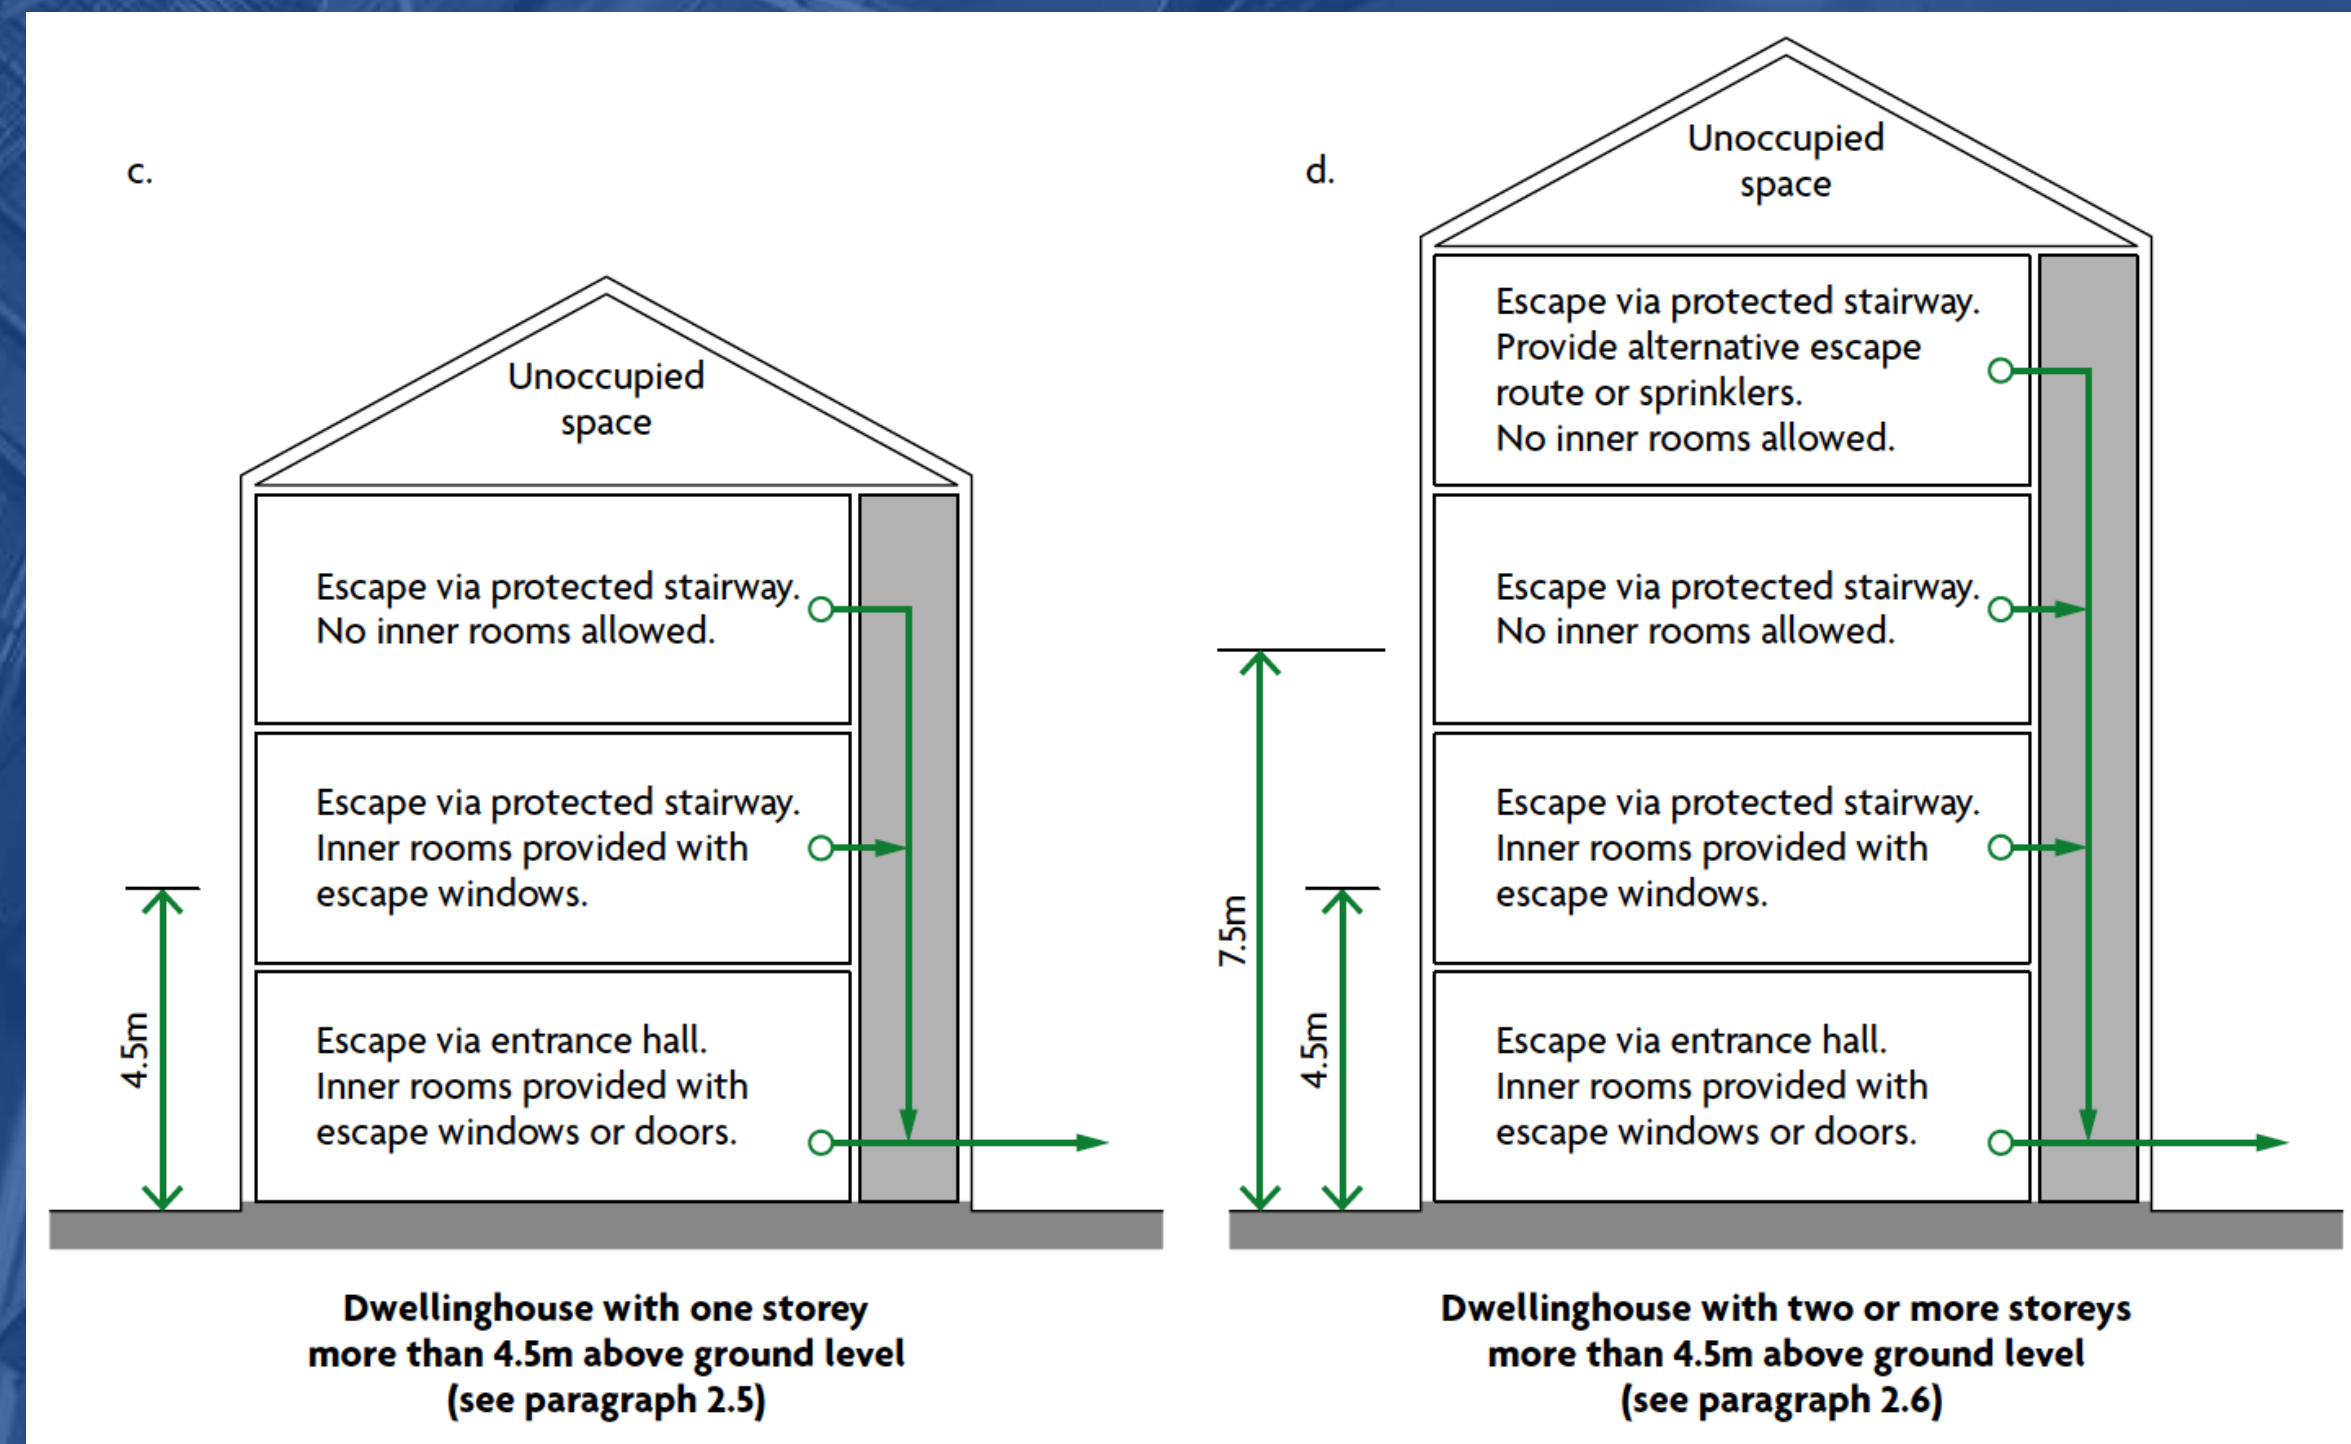 c.
Unoccupied
space
Escape via protected stairway.
No inner rooms allowed.
Escape via protected stairway.
Inner rooms provided with
escape windows.
4.5m
Escape via entrance hall.
Inner rooms provided with
escape windows or doors.
Dwellinghouse with one storey
more than 4.5m above ground level
(see paragraph 2.5)
d.
Unoccupied
space
Escape via protected stairway.
Provide alternative escape
route or sprinklers.
No inner rooms allowed.
Escape via protected stairway.
No inner rooms allowed.
7.5m
Escape via protected stairway.
Inner rooms provided with
escape windows.
4.5m
Escape via entrance hall.
Inner rooms provided with
escape windows or doors.
Dwellinghouse with two or more storeys
more than 4.5m above ground level
(see paragraph 2.6)